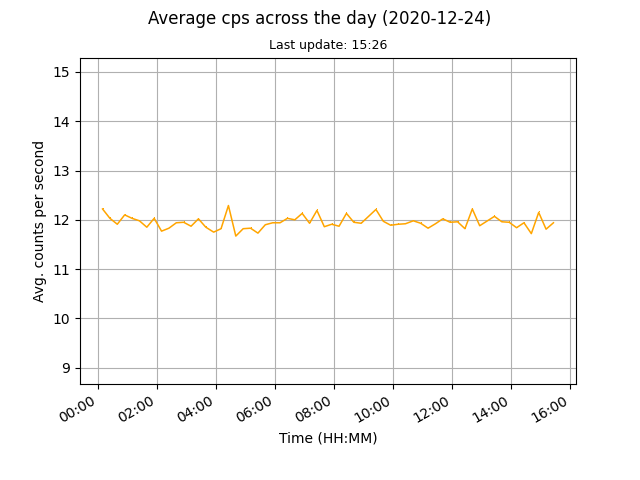 Average cps across the day (2020-12-24)
Last update: 15:26
15
14
13
12
11
10
9
Avg. counts per second
00:00 02:00 04:00 06:00 08:00 10:00 12:00 14:00 16:00
Time (HH:MM)